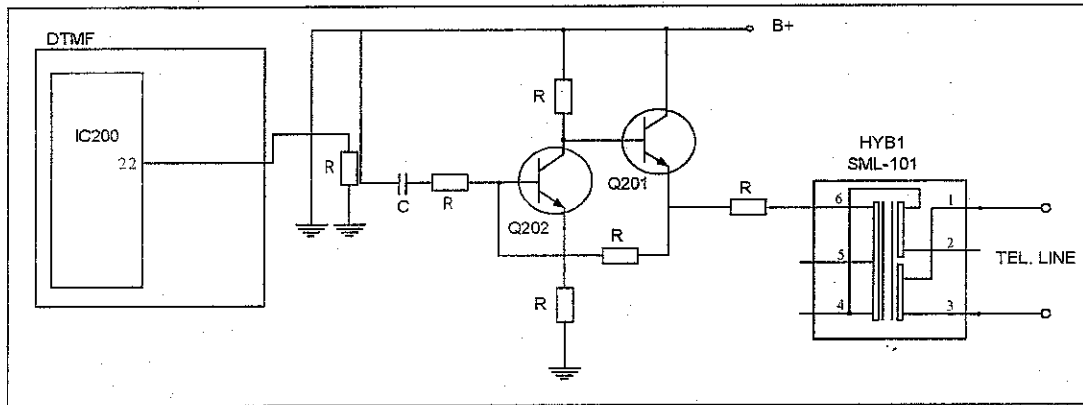 DTMF
IC200
22
R
C
R
R
Q202
Q201
R
R
B+
R
HYB1
SML-101
6
5
4
1
2
3
TEL. LINE